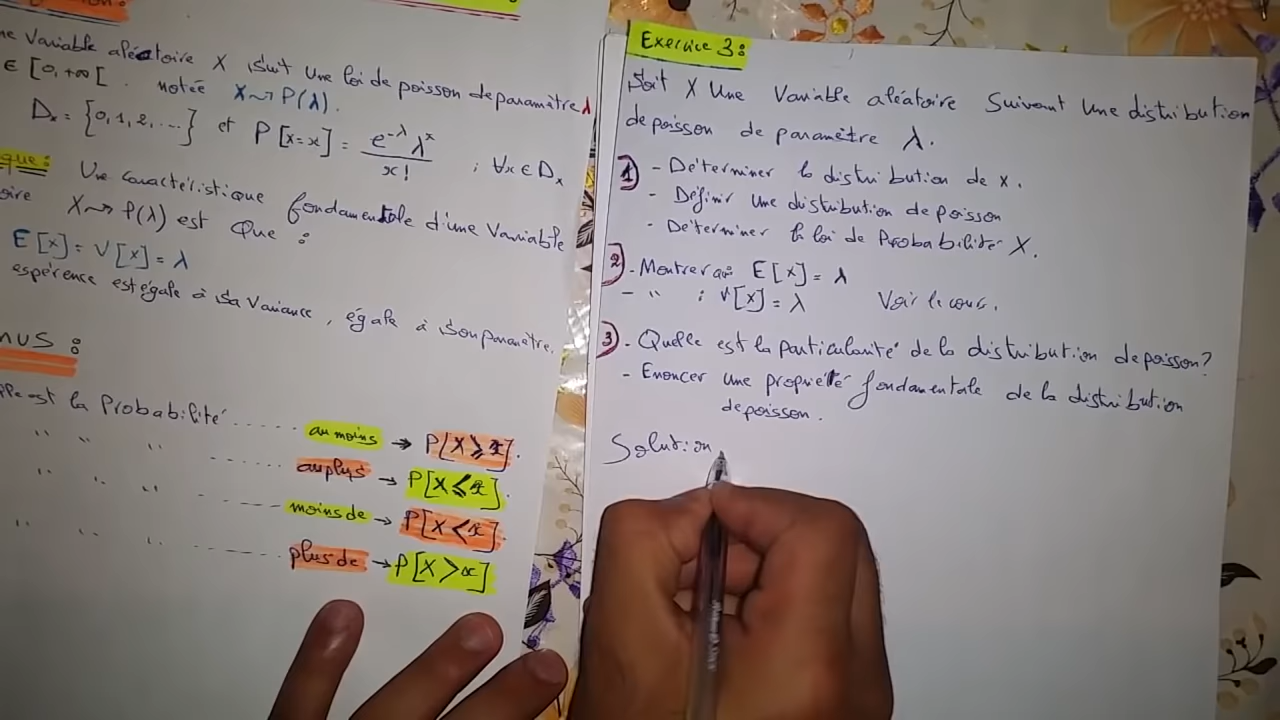 ne Variable aléatoire X suit Une loi de poisson de paramètre λ
∈ [0,+∞[ . notée X⇝P(λ).
Dx = {0,1,2,...} et P[X=x] = e^-λ λ^x / x! ; ∀x ∈ Dx
que: Une caractéristique fondamentale d'une Variable
oire X⇝P(λ) est Que :
E[x] = V[x] = λ
espérence est égale à sa Variance, égale à son paramètre.
nus :
lle est la Probabilité ..... au moins → P[X ⩾ x].
" " " ..... au plus → P[X ⩽ x].
" " " ..... moins de → P[X < x].
" " " ..... plus de → P[X > x]
Exercice 3:
Soit X Une Variable aléatoire Suivant Une distribution
de poisson de paramètre λ.
1) - Déterminer la distribution de x.
- Définir une distribution de poisson
- Déterminer la loi de Probabilité X.
2) - Montrer que E[x] = λ
- " : V[x] = λ Voir le cours.
3) - Quelle est la particularité de la distribution de poisson?
- Enoncer une propriété fondamentale de la distribution
de poisson.
Solution